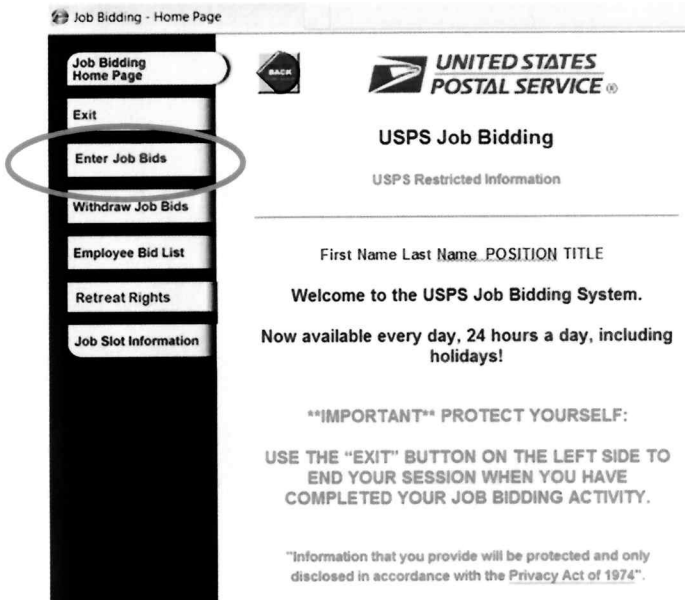 Job Bidding - Home Page
Job Bidding
Home Page
Exit
Enter Job Bids
Withdraw Job Bids
Employee Bid List
Retreat Rights
Job Slot Information
BACK
UNITED STATES
POSTAL SERVICE ®
USPS Job Bidding
USPS Restricted Information
First Name Last Name POSITION TITLE
Welcome to the USPS Job Bidding System.
Now available every day, 24 hours a day, including
holidays!
**IMPORTANT** PROTECT YOURSELF:
USE THE "EXIT" BUTTON ON THE LEFT SIDE TO
END YOUR SESSION WHEN YOU HAVE
COMPLETED YOUR JOB BIDDING ACTIVITY.
"Information that you provide will be protected and only
disclosed in accordance with the Privacy Act of 1974".